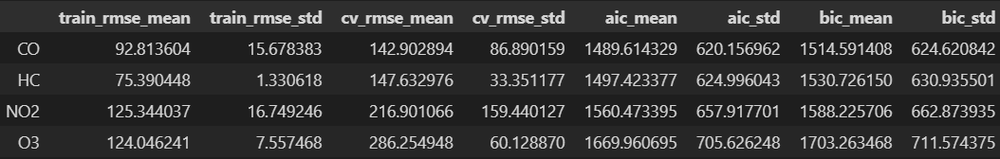 train_rmse_mean train_rmse_std cv_rmse_mean cv_rmse_std aic_mean aic_std bic_mean bic_std
CO 92.813604 15.678383 142.902894 86.890159 1489.614329 620.156962 1514.591408 624.620842
HC 75.390448 1.330618 147.632976 33.351177 1497.423377 624.996043 1530.726150 630.935501
NO2 125.344037 16.749246 216.901066 159.440127 1560.473395 657.917701 1588.225706 662.873935
O3 124.046241 7.557468 286.254948 60.128870 1669.960695 705.626248 1703.263468 711.574375